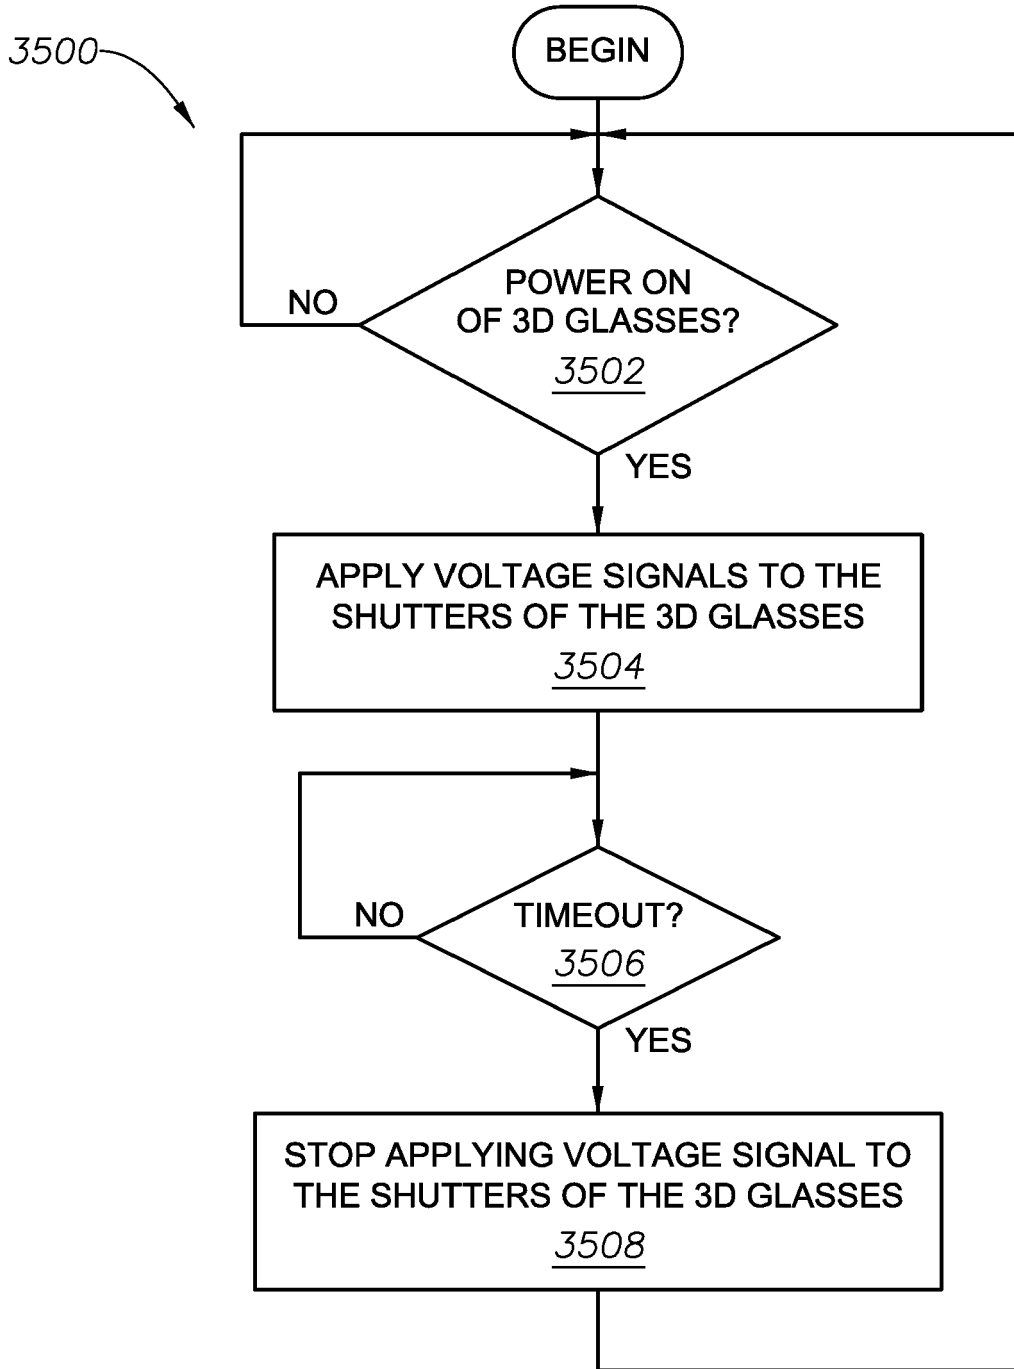 3500
BEGIN
POWER ON
OF 3D GLASSES?
3502
NO
YES
APPLY VOLTAGE SIGNALS TO THE
SHUTTERS OF THE 3D GLASSES
3504
TIMEOUT?
NO
3506
YES
STOP APPLYING VOLTAGE SIGNAL TO
THE SHUTTERS OF THE 3D GLASSES
3508